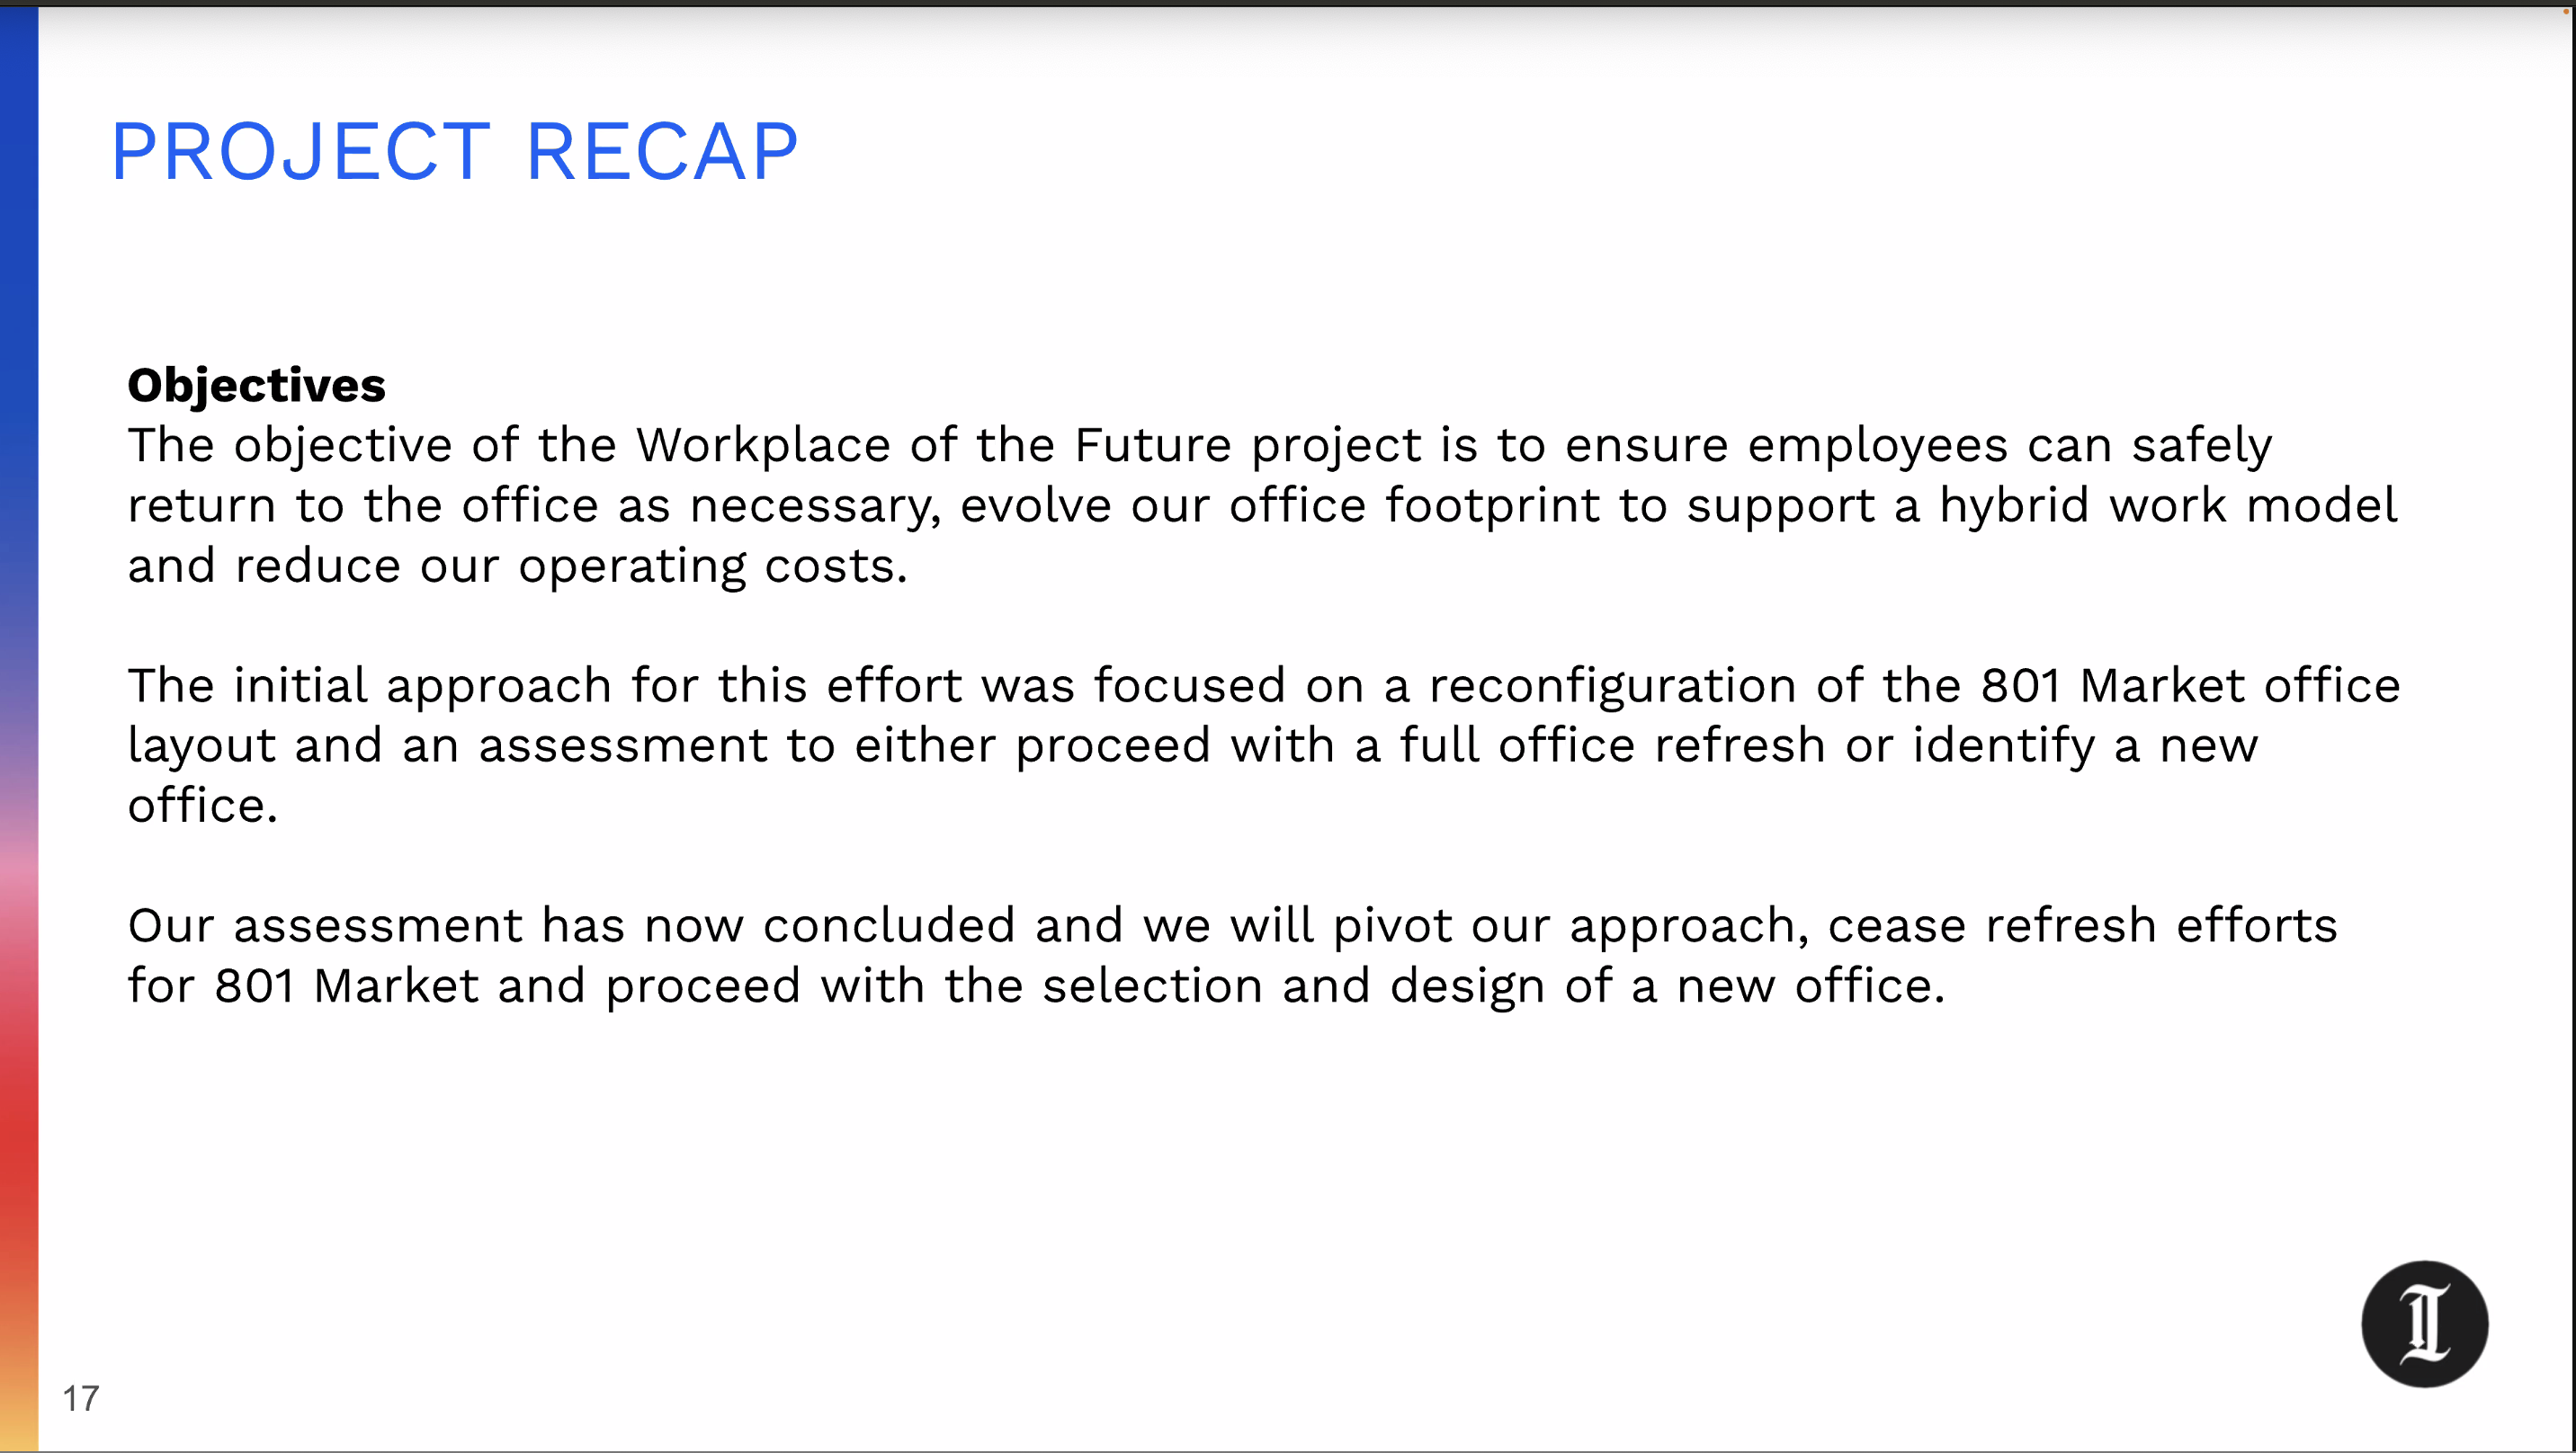 PROJECT RECAP
Objectives
The objective of the Workplace of the Future project is to ensure employees can safely
return to the office as necessary, evolve our office footprint to support a hybrid work model
and reduce our operating costs.
The initial approach for this effort was focused on a reconfiguration of the 801 Market office
layout and an assessment to either proceed with a full office refresh or identify a new
office.
Our assessment has now concluded and we will pivot our approach, cease refresh efforts
for 801 Market and proceed with the selection and design of a new office.
I
17